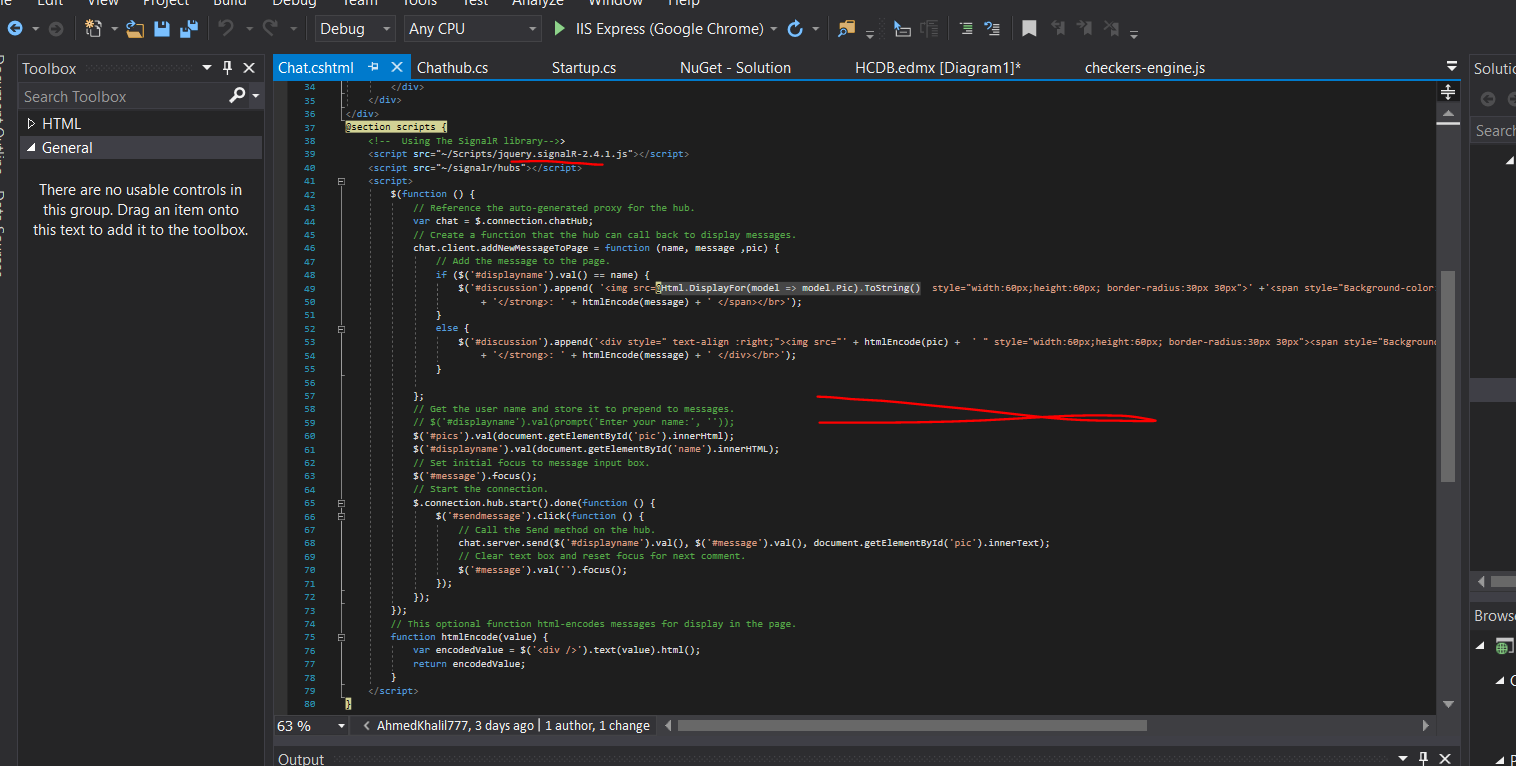 Edit View Project Build Debug Team Tools Test Analyze Window Help
Debug Any CPU IIS Express (Google Chrome)
Toolbox
Search Toolbox
HTML
General
There are no usable controls in
this group. Drag an item onto
this text to add it to the toolbox.
Chat.cshtml Chathub.cs Startup.cs NuGet - Solution HCDB.edmx [Diagram1]* checkers-engine.js
34 </div>
35 </div>
36 </div>
37 @section scripts {
38 <!-- Using The SignalR library-->>
39 <script src="~/Scripts/jquery.signalR-2.4.1.js"></script>
40 <script src="~/signalr/hubs"></script>
41 <script>
42 $(function () {
43 // Reference the auto-generated proxy for the hub.
44 var chat = $.connection.chatHub;
45 // Create a function that the hub can call back to display messages.
46 chat.client.addNewMessageToPage = function (name, message ,pic) {
47 // Add the message to the page.
48 if ($('#displayname').val() == name) {
49 $('#discussion').append( '<img src=@Html.DisplayFor(model => model.Pic).ToString() style="width:60px;height:60px; border-radius:30px 30px">' +'<span style="Background-color
50 + '</strong>: ' + htmlEncode(message) + ' </span></br>');
51 }
52 else {
53 $('#discussion').append('<div style=" text-align :right;"><img src="' + htmlEncode(pic) + ' " style="width:60px;height:60px; border-radius:30px 30px"><span style="Background
54 + '</strong>: ' + htmlEncode(message) + ' </div></br>');
55 }
56
57 };
58 // Get the user name and store it to prepend to messages.
59 // $('#displayname').val(prompt('Enter your name:', ''));
60 $('#pics').val(document.getElementById('pic').innerHtml);
61 $('#displayname').val(document.getElementById('name').innerHTML);
62 // Set initial focus to message input box.
63 $('#message').focus();
64 // Start the connection.
65 $.connection.hub.start().done(function () {
66 $('#sendmessage').click(function () {
67 // Call the Send method on the hub.
68 chat.server.send($('#displayname').val(), $('#message').val(), document.getElementById('pic').innerText);
69 // Clear text box and reset focus for next comment.
70 $('#message').val('').focus();
71 });
72 });
73 });
74 // This optional function html-encodes messages for display in the page.
75 function htmlEncode(value) {
76 var encodedValue = $('<div />').text(value).html();
77 return encodedValue;
78 }
79 </script>
80 }
63 % AhmedKhalil777, 3 days ago | 1 author, 1 change
Output
Solutio
Search
Browse